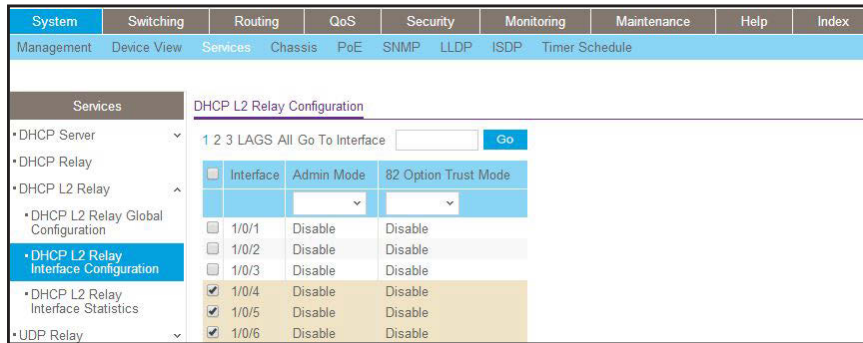 System Switching Routing QoS Security Monitoring Maintenance Help Index
Management Device View Services Chassis PoE SNMP LLDP ISDP Timer Schedule
Services
• DHCP Server
• DHCP Relay
• DHCP L2 Relay
• DHCP L2 Relay Global
Configuration
• DHCP L2 Relay
Interface Configuration
• DHCP L2 Relay
Interface Statistics
• UDP Relay
DHCP L2 Relay Configuration
1 2 3 LAGS All Go To Interface Go
Interface Admin Mode 82 Option Trust Mode
1/0/1 Disable Disable
1/0/2 Disable Disable
1/0/3 Disable Disable
1/0/4 Disable Disable
1/0/5 Disable Disable
1/0/6 Disable Disable